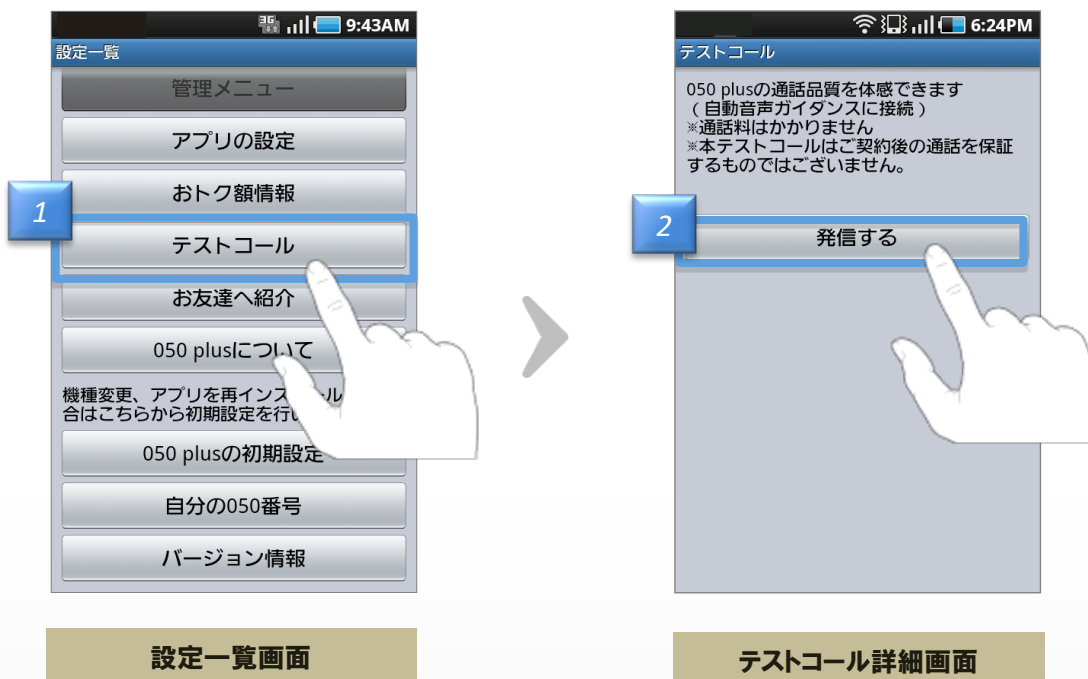 9:43AM
設定一覧
管理メニュー
アプリの設定
おトク額情報
1
テストコール
お友達へ紹介
050 plusについて
機種変更、アプリを再インス ル
合はこちらから初期設定を行
050 plusの初期設定
自分の050番号
バージョン情報
設定一覧画面
6:24PM
テストコール
050 plusの通話品質を体感できます
(自動音声ガイダンスに接続)
※通話料はかかりません
※本テストコールはご契約後の通話を保証
するものではございません。
2
発信する
テストコール詳細画面